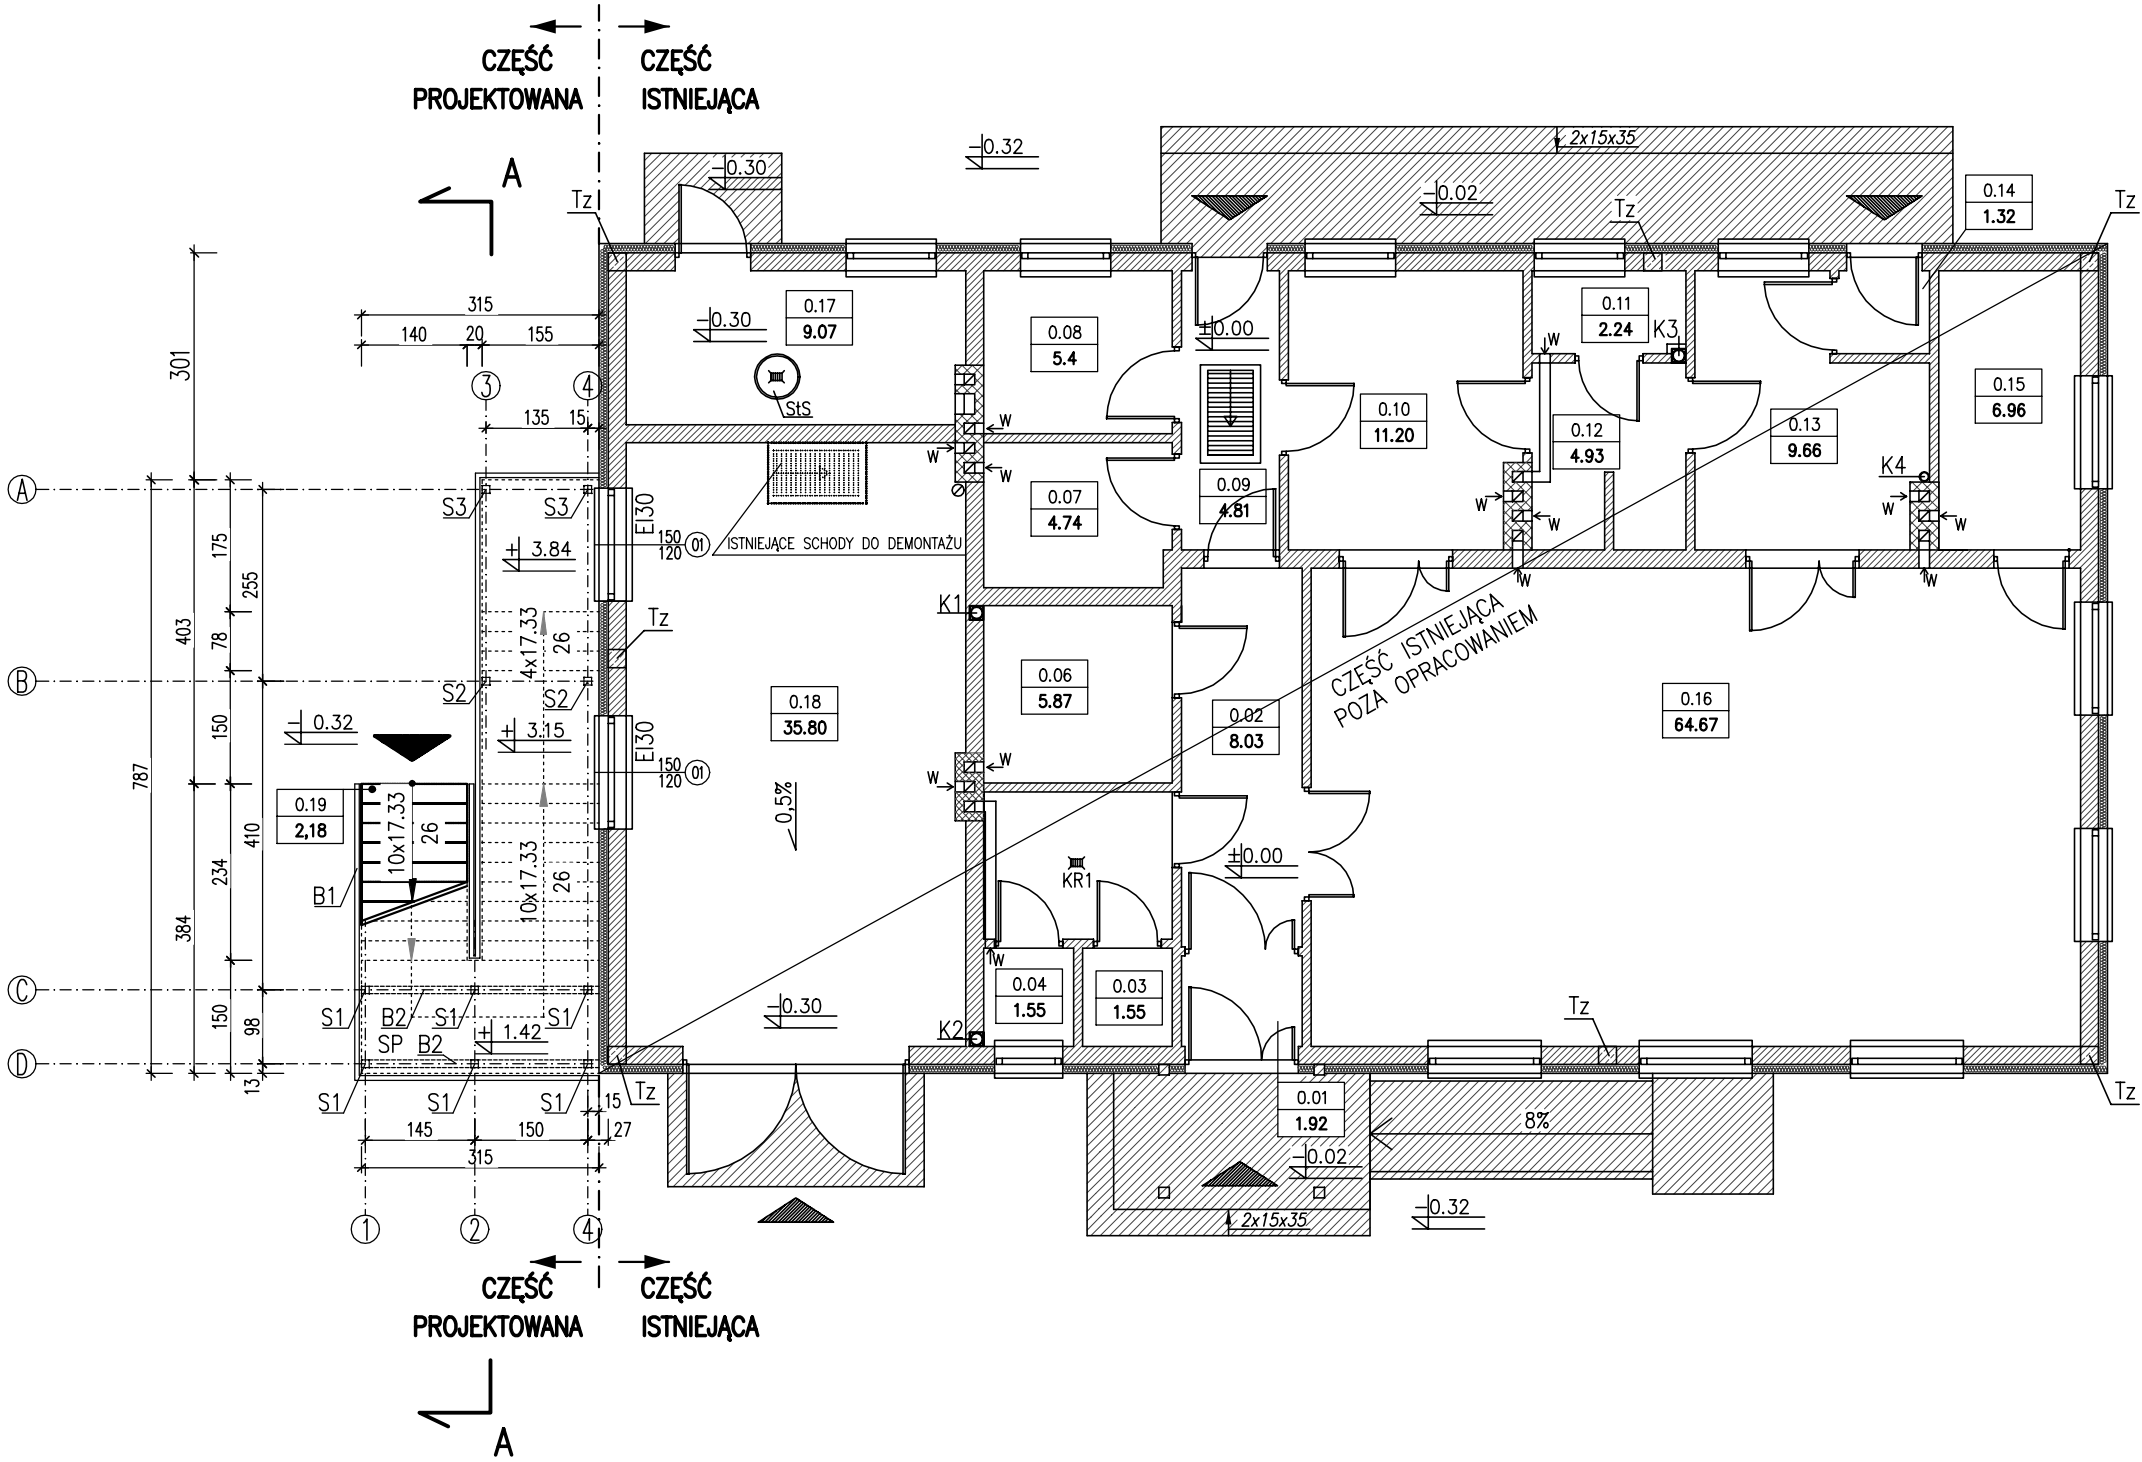 CZĘŚĆ
PROJEKTOWANA
CZĘŚĆ
ISTNIEJĄCA
A
Tz
-0.30
-0.32
2x15x35
-0.02
Tz
0.14
1.32
Tz
315
140
20
155
3
4
135
15
301
0.17
9.07
-0.30
StS
0.08
5.4
±0.00
0.10
11.20
0.11
2.24
K3
W
0.12
4.93
0.13
9.66
0.15
6.96
K4
W
W
W
W
W
W
W
W
W
0.07
4.74
0.09
4.81
ISTNIEJĄCE SCHODY DO DEMONTAŻU
A
S3
S3
EI30
150
120
01
+ 3.84
175
255
403
78
150
787
234
410
384
150
98
13
4x17.33
26
Tz
B
S2
S2
- 0.32
+ 3.15
EI30
150
120
01
0.19
2,18
10x17.33
26
10x17.33
26
B1
0.18
35.80
0,5%
K1
0.06
5.87
W
W
0.02
8.03
CZĘŚĆ ISTNIEJĄCA
POZA OPRACOWANIEM
0.16
64.67
±0.00
KR1
W
0.04
1.55
0.03
1.55
C
S1
B2
S1
S1
SP
B2
+ 1.42
-0.30
K2
D
S1
S1
S1
Tz
Tz
Tz
15
145
150
27
315
1
2
4
0.01
1.92
-0.02
8%
2x15x35
-0.32
CZĘŚĆ
PROJEKTOWANA
CZĘŚĆ
ISTNIEJĄCA
A